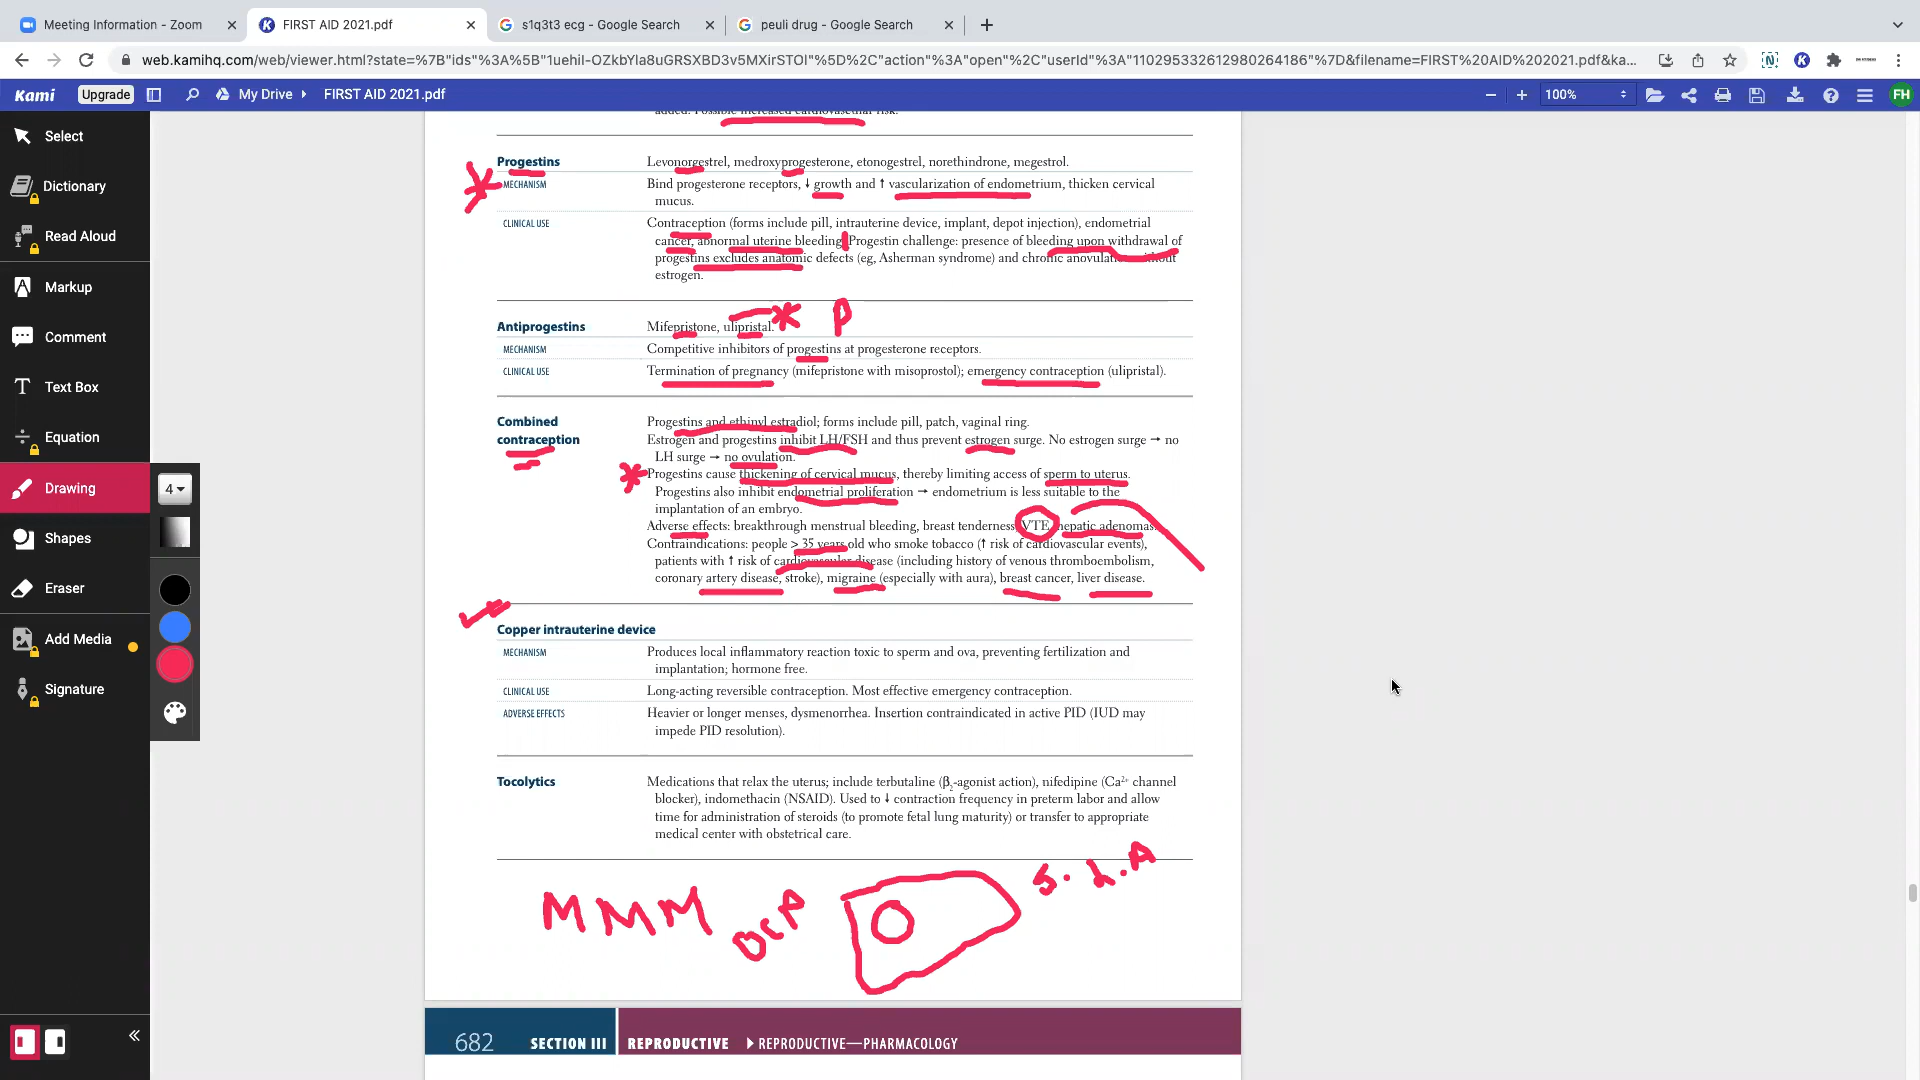 Meeting Information - Zoom
FIRST AID 2021.pdf
s1q3t3 ecg - Google Search
peuli drug - Google Search
web.kamihq.com/web/viewer.html?state=%7B"ids"%3A%5B"1uehiI-OZkbYla8uGRSXBD3v5MXirSTOl"%5D%2C"action"%3A"open"%2C"userId"%3A"110295332612980264186"%7D&filename=FIRST%20AID%202021.pdf&ka...
Kami Upgrade My Drive FIRST AID 2021.pdf 100% FH
Select
Dictionary
Read Aloud
Markup
Comment
Text Box
Equation
Drawing
4
Shapes
Eraser
Add Media
Signature
added. Possible increased cardiovascular risk.
Progestins Levonorgestrel, medroxyprogesterone, etonogestrel, norethindrone, megestrol.
MECHANISM Bind progesterone receptors, ↓ growth and ↑ vascularization of endometrium, thicken cervical
mucus.
CLINICAL USE Contraception (forms include pill, intrauterine device, implant, depot injection), endometrial
cancer, abnormal uterine bleeding. Progestin challenge: presence of bleeding upon withdrawal of
progestins excludes anatomic defects (eg, Asherman syndrome) and chronic anovulation without
estrogen.
P
Antiprogestins Mifepristone, ulipristal.
MECHANISM Competitive inhibitors of progestins at progesterone receptors.
CLINICAL USE Termination of pregnancy (mifepristone with misoprostol); emergency contraception (ulipristal).
Combined Progestins and ethinyl estradiol; forms include pill, patch, vaginal ring.
contraception Estrogen and progestins inhibit LH/FSH and thus prevent estrogen surge. No estrogen surge → no
LH surge → no ovulation.
Progestins cause thickening of cervical mucus, thereby limiting access of sperm to uterus.
Progestins also inhibit endometrial proliferation → endometrium is less suitable to the
implantation of an embryo.
Adverse effects: breakthrough menstrual bleeding, breast tenderness, VTE, hepatic adenomas.
Contraindications: people > 35 years old who smoke tobacco (↑ risk of cardiovascular events),
patients with ↑ risk of cardiovascular disease (including history of venous thromboembolism,
coronary artery disease, stroke), migraine (especially with aura), breast cancer, liver disease.
Copper intrauterine device
MECHANISM Produces local inflammatory reaction toxic to sperm and ova, preventing fertilization and
implantation; hormone free.
CLINICAL USE Long-acting reversible contraception. Most effective emergency contraception.
ADVERSE EFFECTS Heavier or longer menses, dysmenorrhea. Insertion contraindicated in active PID (IUD may
impede PID resolution).
Tocolytics Medications that relax the uterus; include terbutaline (β₂-agonist action), nifedipine (Ca²⁺ channel
blocker), indomethacin (NSAID). Used to ↓ contraction frequency in preterm labor and allow
time for administration of steroids (to promote fetal lung maturity) or transfer to appropriate
medical center with obstetrical care.
MMM OCP
682 SECTION III REPRODUCTIVE ▶ REPRODUCTIVE—PHARMACOLOGY